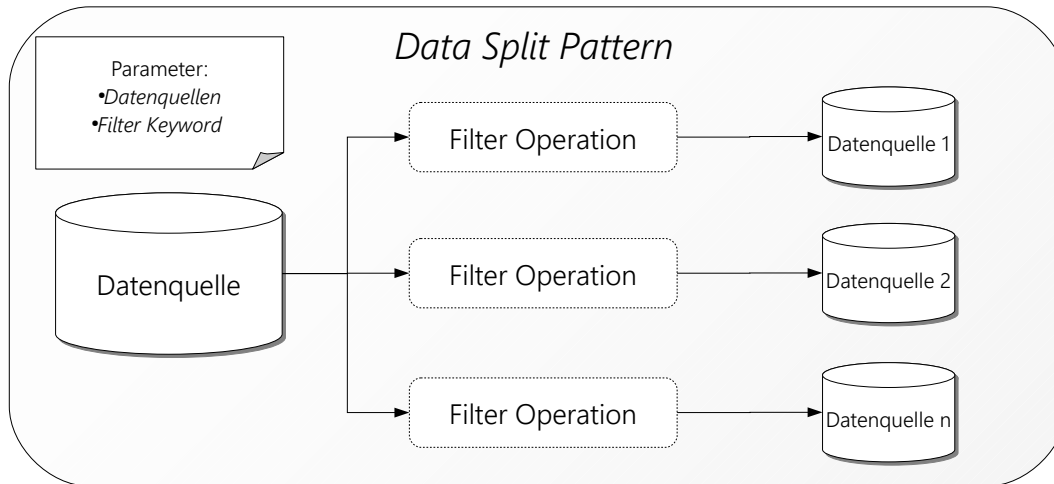 Data Split Pattern
Parameter:
•Datenquellen
•Filter Keyword
Filter Operation
Datenquelle 1
Datenquelle
Filter Operation
Datenquelle 2
Filter Operation
Datenquelle n